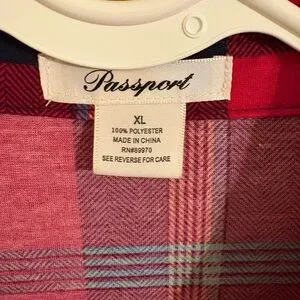 Passport
XL
100% POLYESTER
MADE IN CHINA
RN#89970
SEE REVERSE FOR CARE